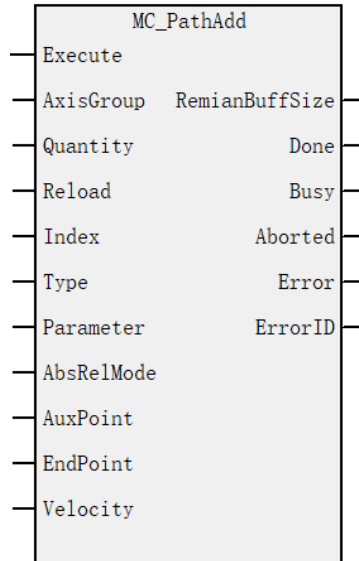 MC_PathAdd
Execute
AxisGroup RemianBuffSize
Quantity Done
Reload Busy
Index Aborted
Type Error
Parameter ErrorID
AbsRelMode
AuxPoint
EndPoint
Velocity